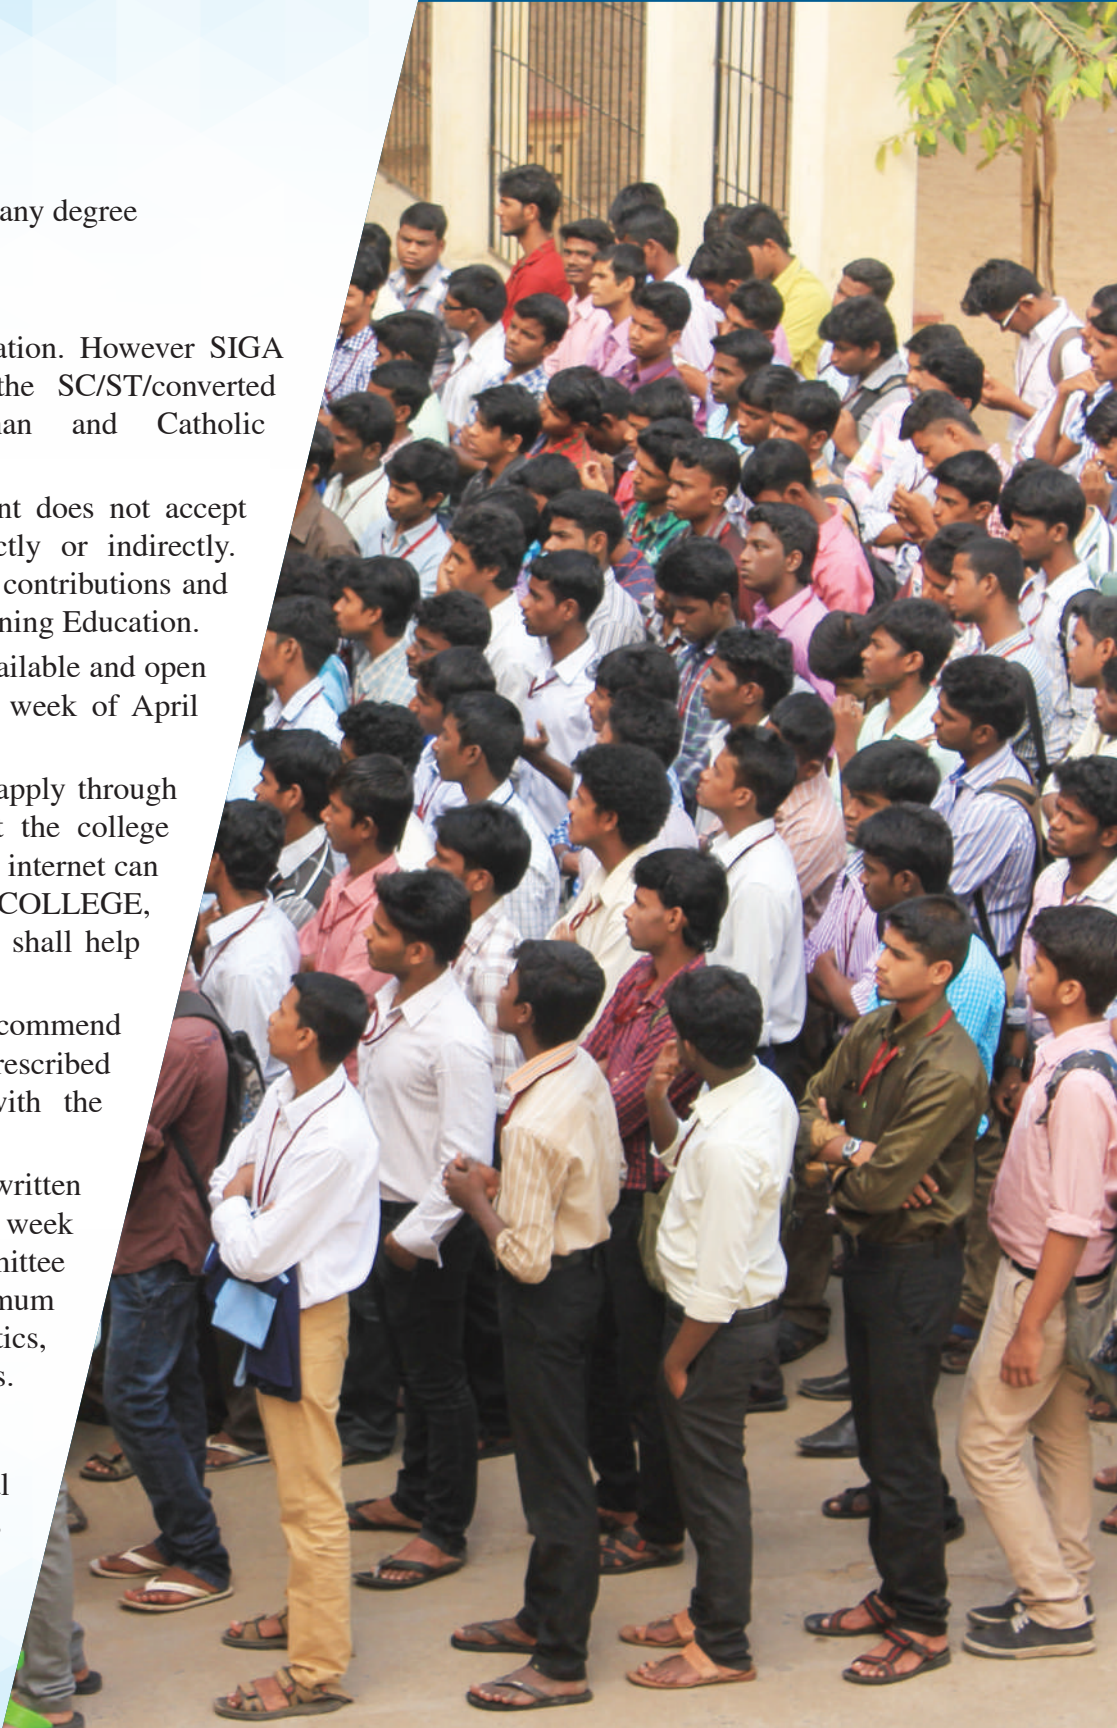 any degree
ation. However SIGA
the SC/ST/converted
an and Catholic
nt does not accept
ctly or indirectly.
contributions and
ning Education.
ailable and open
week of April
apply through
t the college
internet can
COLLEGE,
shall help
commend
rescribed
with the
written
week
mittee
mum
tics,
s.
l